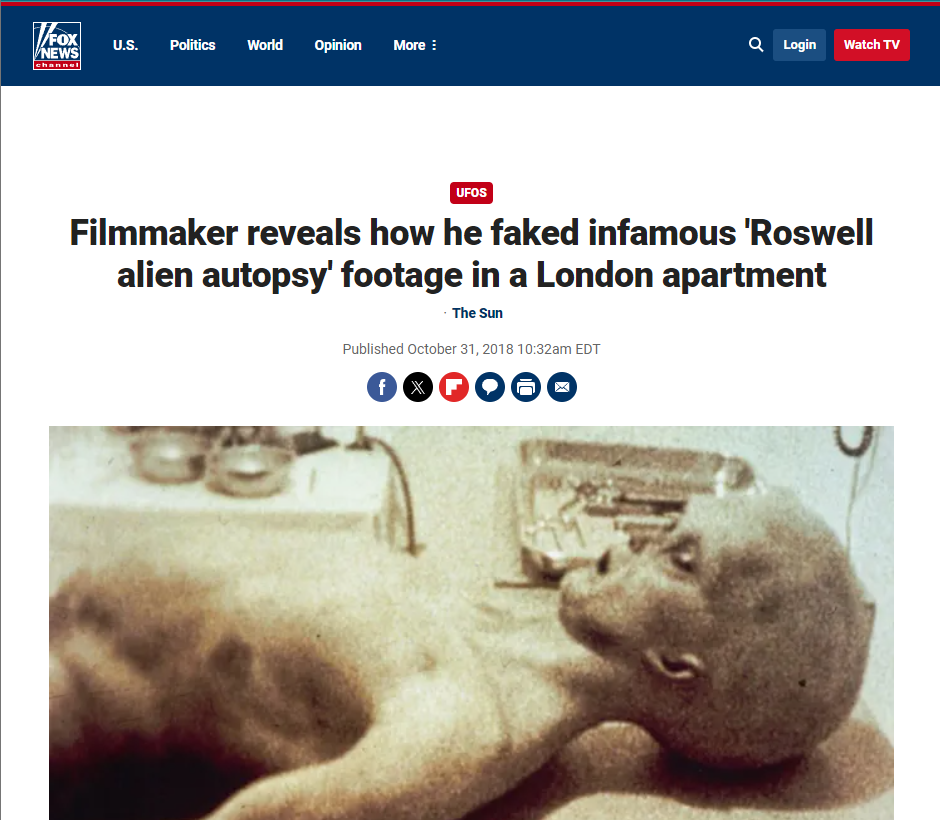 FOX
NEWS
channel
U.S. Politics World Opinion More
Login
Watch TV
UFOS
Filmmaker reveals how he faked infamous 'Roswell
alien autopsy' footage in a London apartment
· The Sun
Published October 31, 2018 10:32am EDT